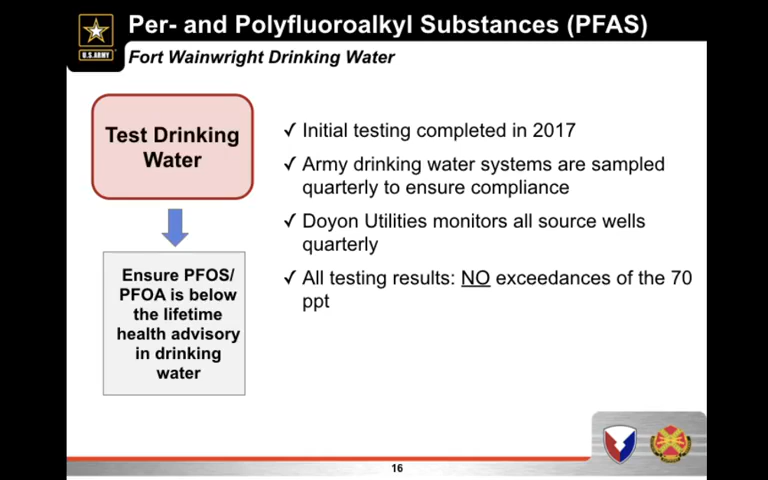 Per- and Polyfluoroalkyl Substances (PFAS)
U.S.ARMY
Fort Wainwright Drinking Water
Test Drinking
Water
Ensure PFOS/
PFOA is below
the lifetime
health advisory
in drinking
water
✓ Initial testing completed in 2017
✓ Army drinking water systems are sampled
quarterly to ensure compliance
✓ Doyon Utilities monitors all source wells
quarterly
✓ All testing results: NO exceedances of the 70
ppt
16